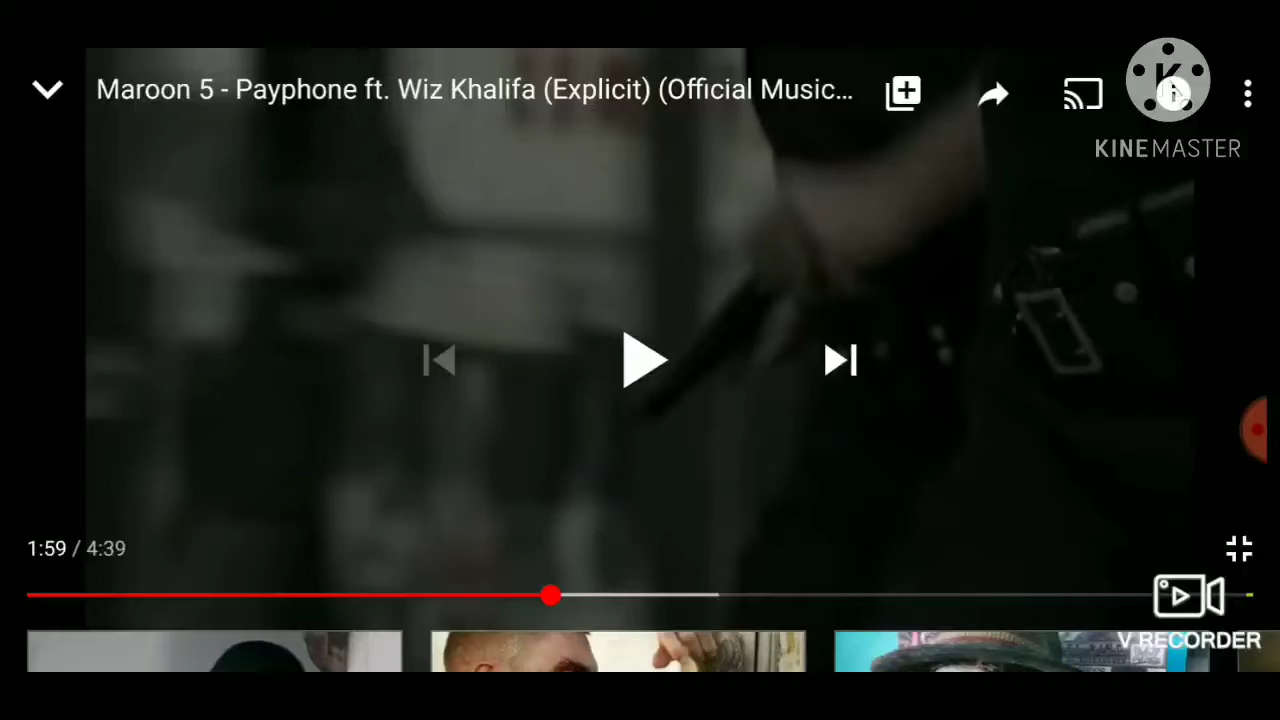 Maroon 5 - Payphone ft. Wiz Khalifa (Explicit) (Official Music...
KINEMASTER
1:59 / 4:39
V RECORDER